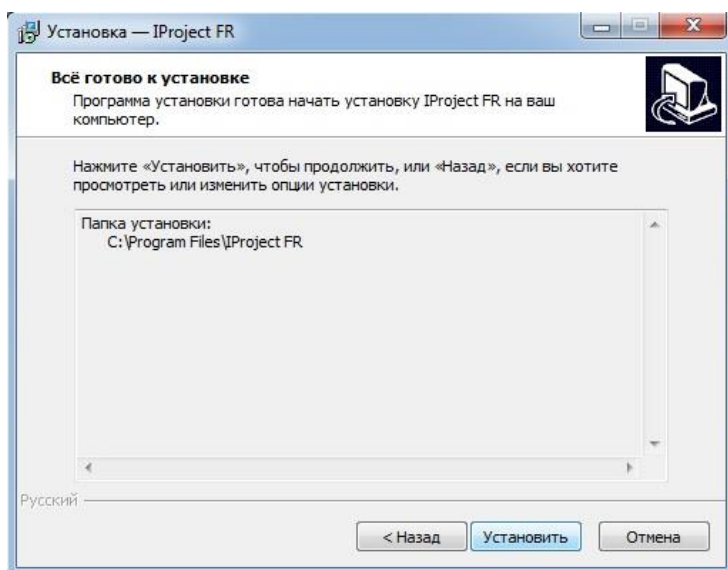 Установка — IProject FR
Всё готово к установке
Программа установки готова начать установку IProject FR на ваш
компьютер.
Нажмите «Установить», чтобы продолжить, или «Назад», если вы хотите
просмотреть или изменить опции установки.
Папка установки:
C:\Program Files\IProject FR
Русский
< Назад
Установить
Отмена